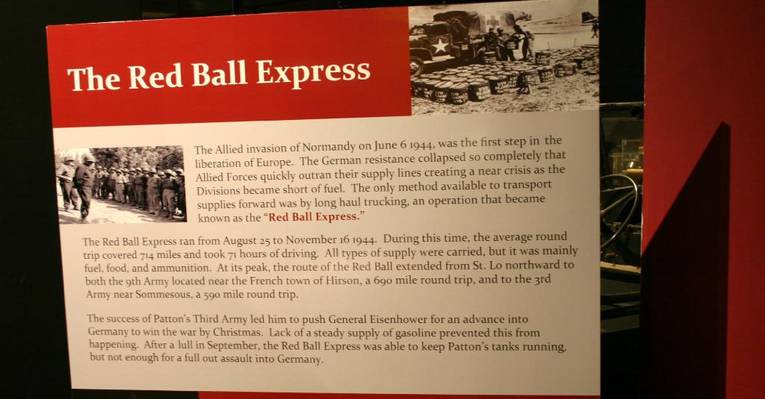 The Red Ball Express
The Allied invasion of Normandy on June 6 1944, was the first step in the
liberation of Europe. The German resistance collapsed so completely that
Allied Forces quickly outran their supply lines creating a near crisis as the
Divisions became short of fuel. The only method available to transport
supplies forward was by long haul trucking, an operation that became
known as the “Red Ball Express.”
The Red Ball Express ran from August 25 to November 16 1944. During this time, the average round
trip covered 714 miles and took 71 hours of driving. All types of supply were carried, but it was mainly
fuel, food, and ammunition. At its peak, the route of the Red Ball extended from St. Lo northward to
both the 9th Army located near the French town of Hirson, a 690 mile round trip, and to the 3rd
Army near Sommesous, a 590 mile round trip.
The success of Patton's Third Army led him to push General Eisenhower for an advance into
Germany to win the war by Christmas. Lack of a steady supply of gasoline prevented this from
happening. After a lull in September, the Red Ball Express was able to keep Patton's tanks running,
but not enough for a full out assault into Germany.